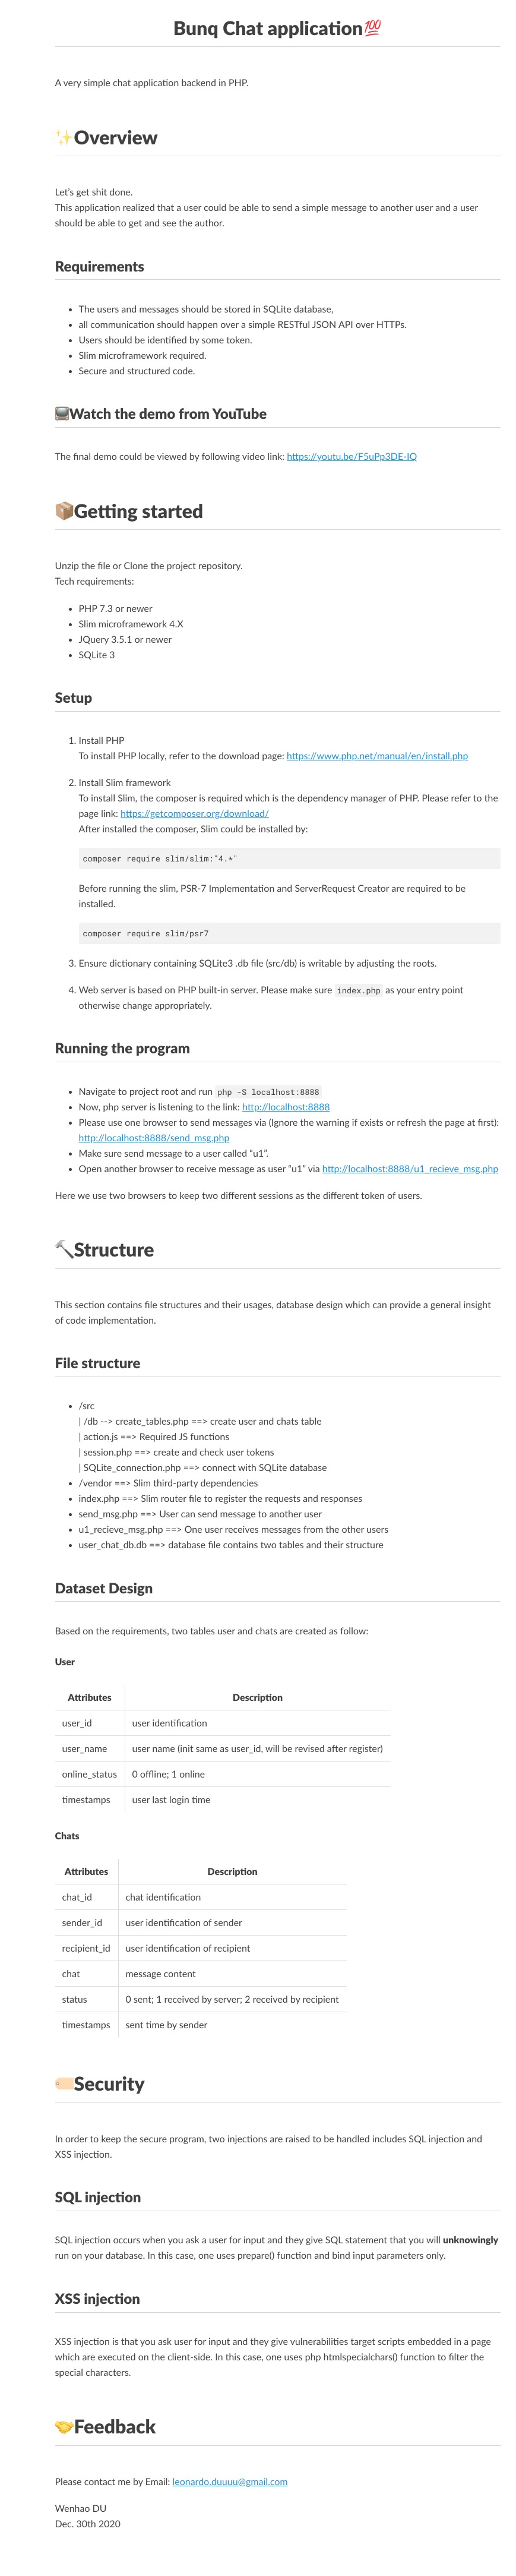 Bunq Chat application💯
A very simple chat application backend in PHP.
✨Overview
Let's get shit done.
This application realized that a user could be able to send a simple message to another user and a user
should be able to get and see the author.
Requirements
• The users and messages should be stored in SQLite database,
• all communication should happen over a simple RESTful JSON API over HTTPs.
• Users should be identified by some token.
• Slim microframework required.
• Secure and structured code.
Watch the demo from YouTube
The final demo could be viewed by following video link: https://youtu.be/F5uPp3DE-IQ
📦Getting started
Unzip the file or Clone the project repository.
Tech requirements:
• PHP 7.3 or newer
• Slim microframework 4.X
• JQuery 3.5.1 or newer
• SQLite 3
Setup
1. Install PHP
To install PHP locally, refer to the download page: https://www.php.net/manual/en/install.php
2. Install Slim framework
To install Slim, the composer is required which is the dependency manager of PHP. Please refer to the
page link: https://getcomposer.org/download/
After installed the composer, Slim could be installed by:
composer require slim/slim:"4.*"
Before running the slim, PSR-7 Implementation and ServerRequest Creator are required to be
installed.
composer require slim/psr7
3. Ensure dictionary containing SQLite3 .db file (src/db) is writable by adjusting the roots.
4. Web server is based on PHP built-in server. Please make sure index.php as your entry point
otherwise change appropriately.
Running the program
• Navigate to project root and run php -S localhost:8888
• Now, php server is listening to the link: http://localhost:8888
• Please use one browser to send messages via (Ignore the warning if exists or refresh the page at first):
http://localhost:8888/send_msg.php
• Make sure send message to a user called "u1".
• Open another browser to receive message as user "u1" via http://localhost:8888/u1_recieve_msg.php
Here we use two browsers to keep two different sessions as the different token of users.
🔨Structure
This section contains file structures and their usages, database design which can provide a general insight
of code implementation.
File structure
• /src
| /db --> create_tables.php ==> create user and chats table
| action.js ==> Required JS functions
| session.php ==> create and check user tokens
| SQLite_connection.php ==> connect with SQLite database
• /vendor ==> Slim third-party dependencies
• index.php ==> Slim router file to register the requests and responses
• send_msg.php ==> User can send message to another user
• u1_recieve_msg.php ==> One user receives messages from the other users
• user_chat_db.db ==> database file contains two tables and their structure
Dataset Design
Based on the requirements, two tables user and chats are created as follow:
User
Attributes Description
user_id user identification
user_name user name (init same as user_id, will be revised after register)
online_status 0 offline; 1 online
timestamps user last login time
Chats
Attributes Description
chat_id chat identification
sender_id user identification of sender
recipient_id user identification of recipient
chat message content
status 0 sent; 1 received by server; 2 received by recipient
timestamps sent time by sender
Security
In order to keep the secure program, two injections are raised to be handled includes SQL injection and
XSS injection.
SQL injection
SQL injection occurs when you ask a user for input and they give SQL statement that you will unknowingly
run on your database. In this case, one uses prepare() function and bind input parameters only.
XSS injection
XSS injection is that you ask user for input and they give vulnerabilities target scripts embedded in a page
which are executed on the client-side. In this case, one uses php htmlspecialchars() function to filter the
special characters.
🤝Feedback
Please contact me by Email: leonardo.duuuu@gmail.com
Wenhao DU
Dec. 30th 2020